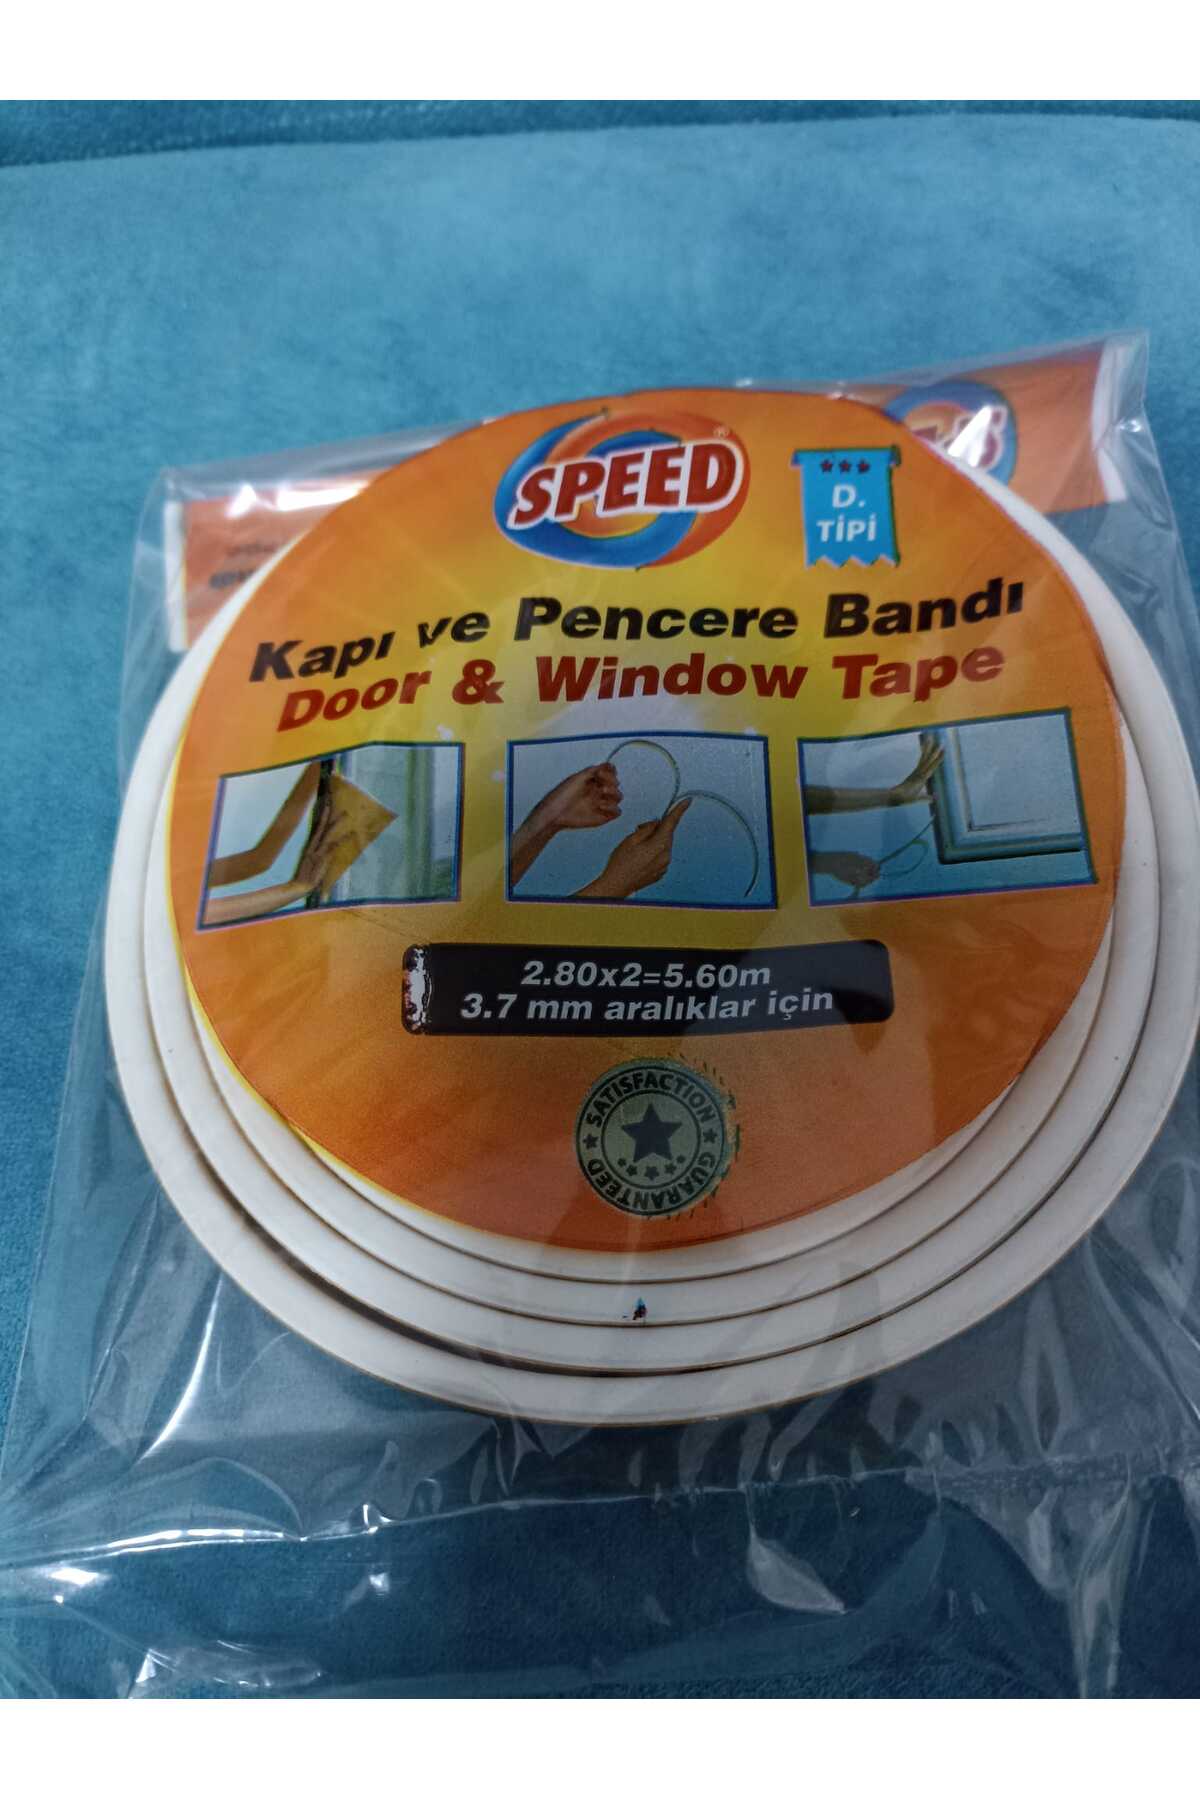 SPEED ®
D.
TİPİ
Kapı ve Pencere Bandı
Door & Window Tape
2.80x2=5.60m
3.7 mm aralıklar için
SATISFACTION
GUARANTEED